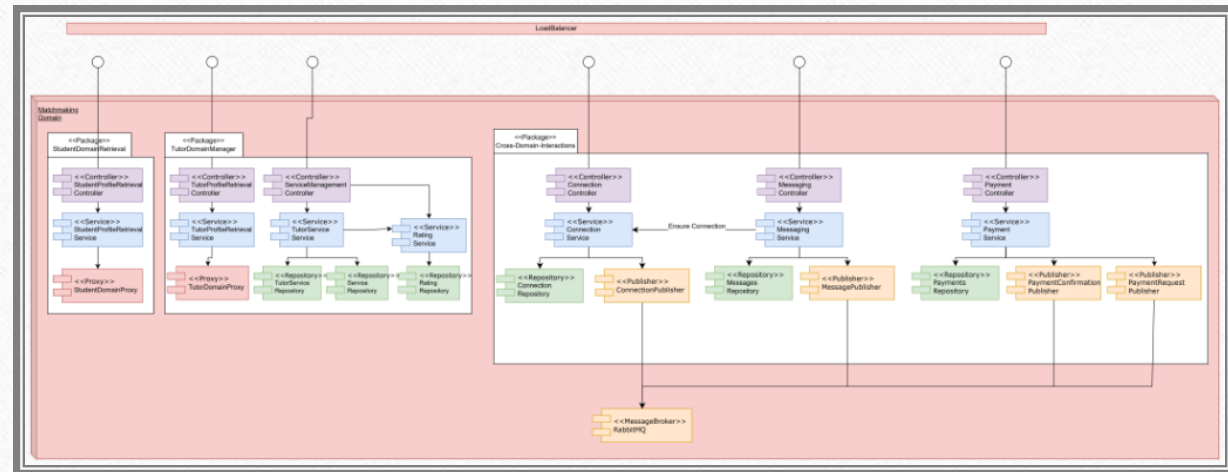 LoadBalancer
Matchmaking
Domain
<<Package>>
StudentDomainRetrieval
<<Controller>>
StudentProfileRetrieval
Controller
<<Service>>
StudentProfileRetrieval
Service
<<Proxy>>
StudentDomainProxy
<<Package>>
TutorDomainManager
<<Controller>>
TutorProfileRetrieval
Controller
<<Controller>>
ServiceManagement
Controller
<<Service>>
TutorProfileRetrieval
Service
<<Service>>
TutorService
Service
<<Service>>
Rating
Service
<<Proxy>>
TutorDomainProxy
<<Repository>>
TutorService
Repository
<<Repository>>
Service
Repository
<<Repository>>
Rating
Repository
<<Package>>
Cross-Domain-Interactions
<<Controller>>
Connection
Controller
<<Controller>>
Messaging
Controller
<<Controller>>
Payment
Controller
<<Service>>
Connection
Service
Ensure Connection
<<Service>>
Messaging
Service
<<Service>>
Payment
Service
<<Repository>>
Connection
Repository
<<Publisher>>
ConnectionPublisher
<<Repository>>
Messages
Repository
<<Publisher>>
MessagePublisher
<<Repository>>
Payments
Repository
<<Publisher>>
PaymentConfirmation
Publisher
<<Publisher>>
PaymentRequest
Publisher
<<MessageBroker>>
RabbitMQ